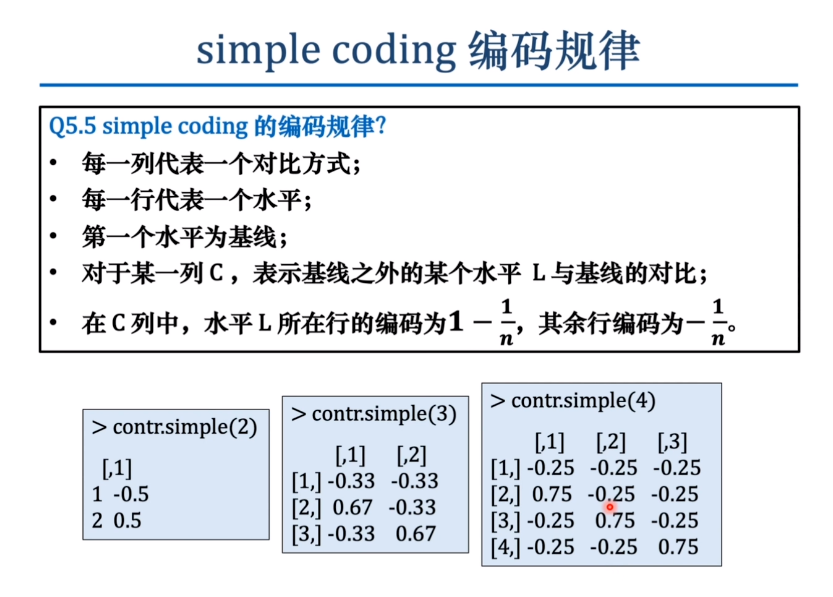 simple coding 编码规律
Q5.5 simple coding 的编码规律?
• 每一列代表一个对比方式；
• 每一行代表一个水平；
• 第一个水平为基线；
• 对于某一列 C ，表示基线之外的某个水平 L 与基线的对比；
• 在 C 列中，水平 L 所在行的编码为1 − 1/n，其余行编码为− 1/n。
> contr.simple(2)
[,1]
1 -0.5
2 0.5
> contr.simple(3)
[,1] [,2]
[1,] -0.33 -0.33
[2,] 0.67 -0.33
[3,] -0.33 0.67
> contr.simple(4)
[,1] [,2] [,3]
[1,] -0.25 -0.25 -0.25
[2,] 0.75 -0.25 -0.25
[3,] -0.25 0.75 -0.25
[4,] -0.25 -0.25 0.75